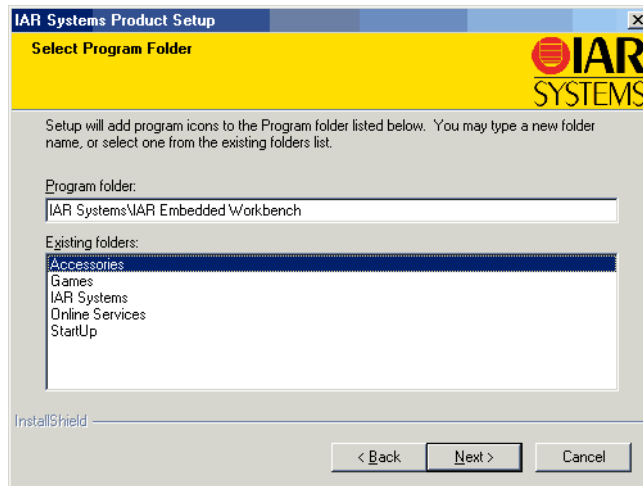 IAR Systems Product Setup
Select Program Folder
IAR
SYSTEMS
Setup will add program icons to the Program folder listed below. You may type a new folder
name, or select one from the existing folders list.
Program folder:
IAR Systems\IAR Embedded Workbench
Existing folders:
Accessories
Games
IAR Systems
Online Services
StartUp
InstallShield
< Back Next > Cancel